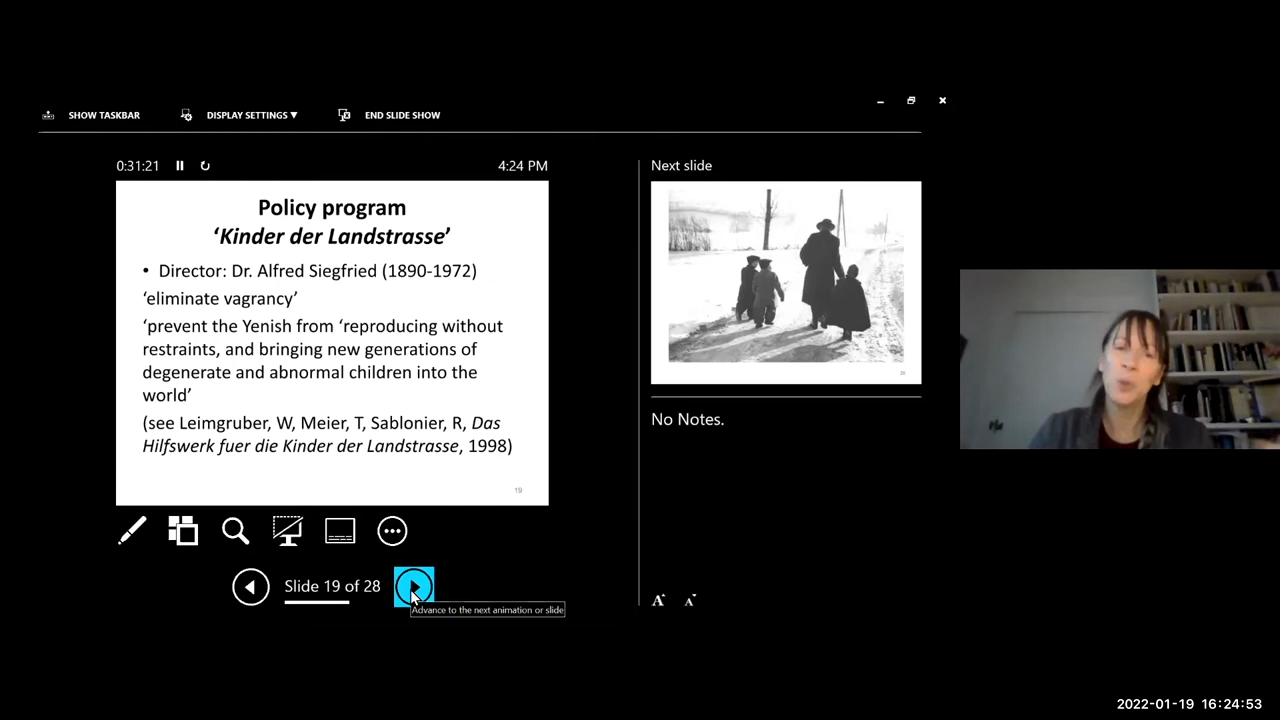 SHOW TASKBAR
DISPLAY SETTINGS ▼
END SLIDE SHOW
0:31:21
4:24 PM
Policy program
‘Kinder der Landstrasse’
• Director: Dr. Alfred Siegfried (1890-1972)
‘eliminate vagrancy’
‘prevent the Yenish from ‘reproducing without
restraints, and bringing new generations of
degenerate and abnormal children into the
world’
(see Leimgruber, W, Meier, T, Sablonier, R, Das
Hilfswerk fuer die Kinder der Landstrasse, 1998)
19
Slide 19 of 28
Advance to the next animation or slide
Next slide
20
No Notes.
A A
2022-01-19 16:24:53